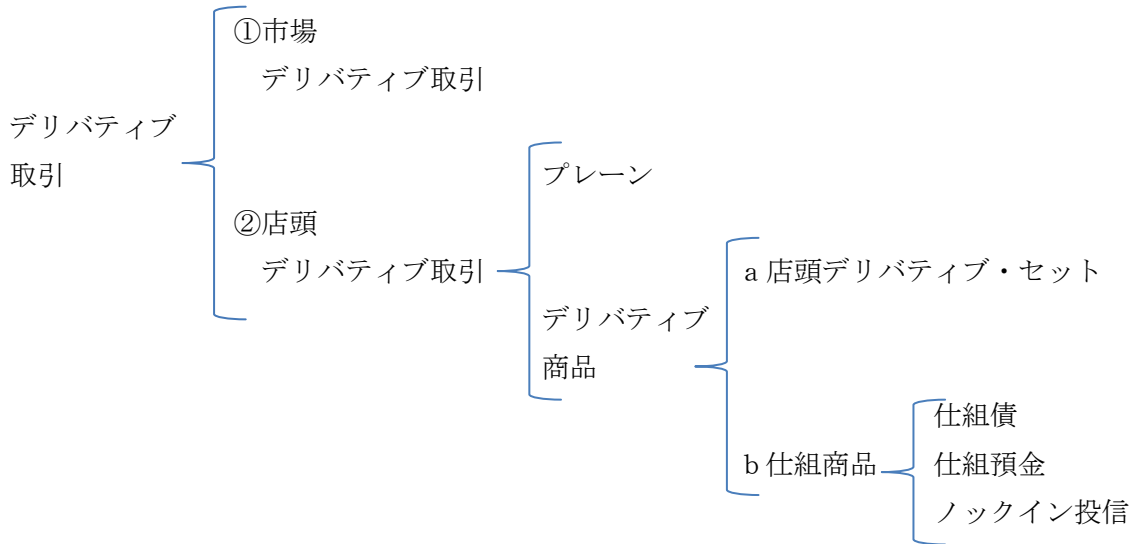 ①市場
デリバティブ取引
デリバティブ
取引
プレーン
②店頭
デリバティブ取引
a 店頭デリバティブ・セット
デリバティブ
商品
仕組債
b 仕組商品
仕組預金
ノックイン投信